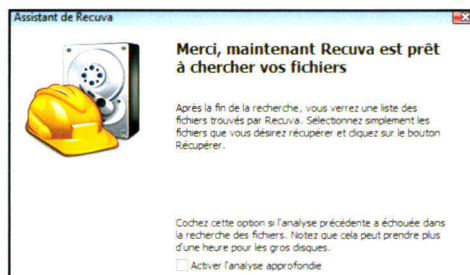 Assistant de Recuva
Merci, maintenant Recuva est prêt
à chercher vos fichiers
Après la fin de la recherche, vous verrez une liste des
fichiers trouvés par Recuva. Sélectionnez simplement les
fichiers que vous désirez récupérer et cliquez sur le bouton
Récupérer.
Cochez cette option si l'analyse précédente a échouée dans
la recherche des fichiers. Notez que cela peut prendre plus
d'une heure pour les gros disques.
Activer l'analyse approfondie